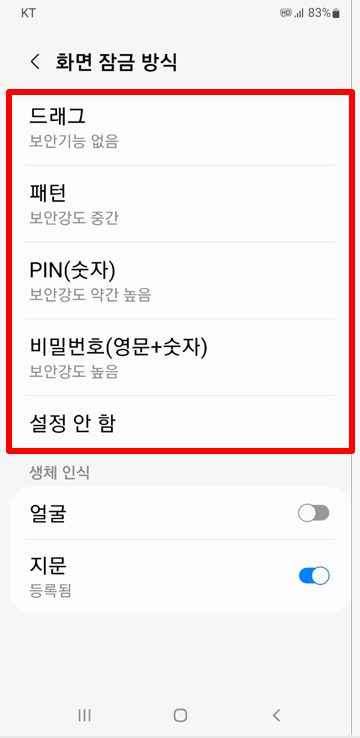 KT 83%
화면 잠금 방식
드래그
보안기능 없음
패턴
보안강도 중간
PIN(숫자)
보안강도 약간 높음
비밀번호(영문+숫자)
보안강도 높음
설정 안 함
생체 인식
얼굴
지문
등록됨